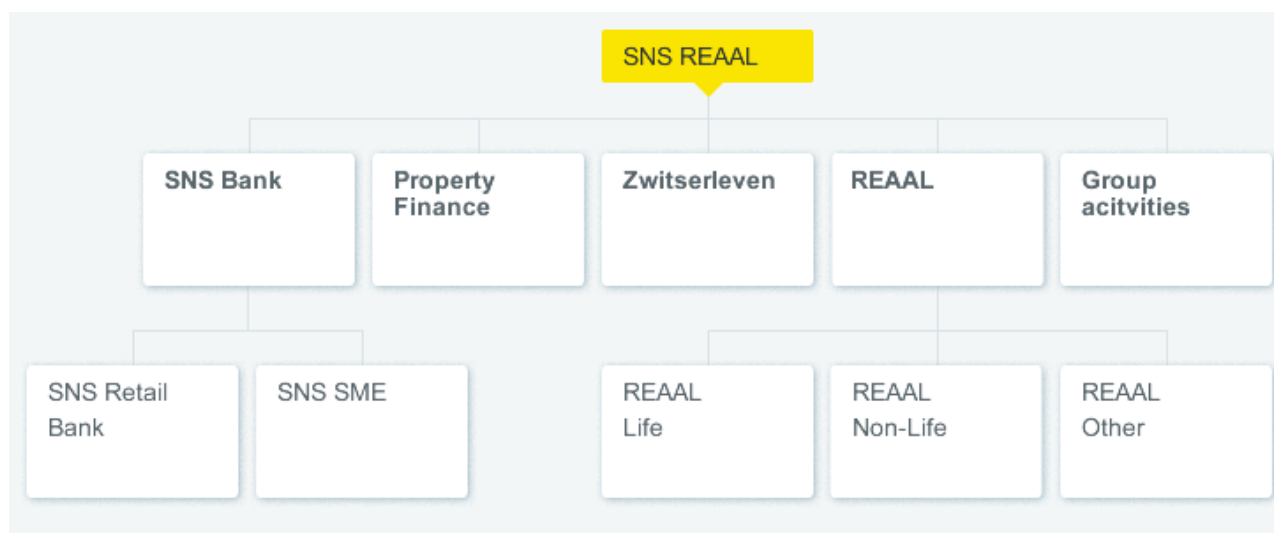 SNS REAAL
SNS Bank
Property
Finance
Zwitserleven
REAAL
Group
acitvities
SNS Retail
Bank
SNS SME
REAAL
Life
REAAL
Non-Life
REAAL
Other